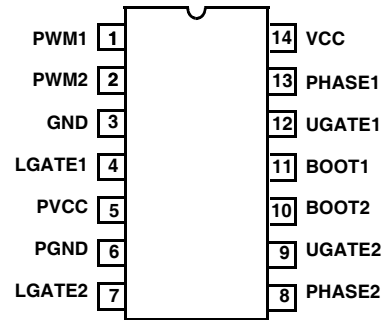 PWM1 1 14 VCC
PWM2 2 13 PHASE1
GND 3 12 UGATE1
LGATE1 4 11 BOOT1
PVCC 5 10 BOOT2
PGND 6 9 UGATE2
LGATE2 7 8 PHASE2